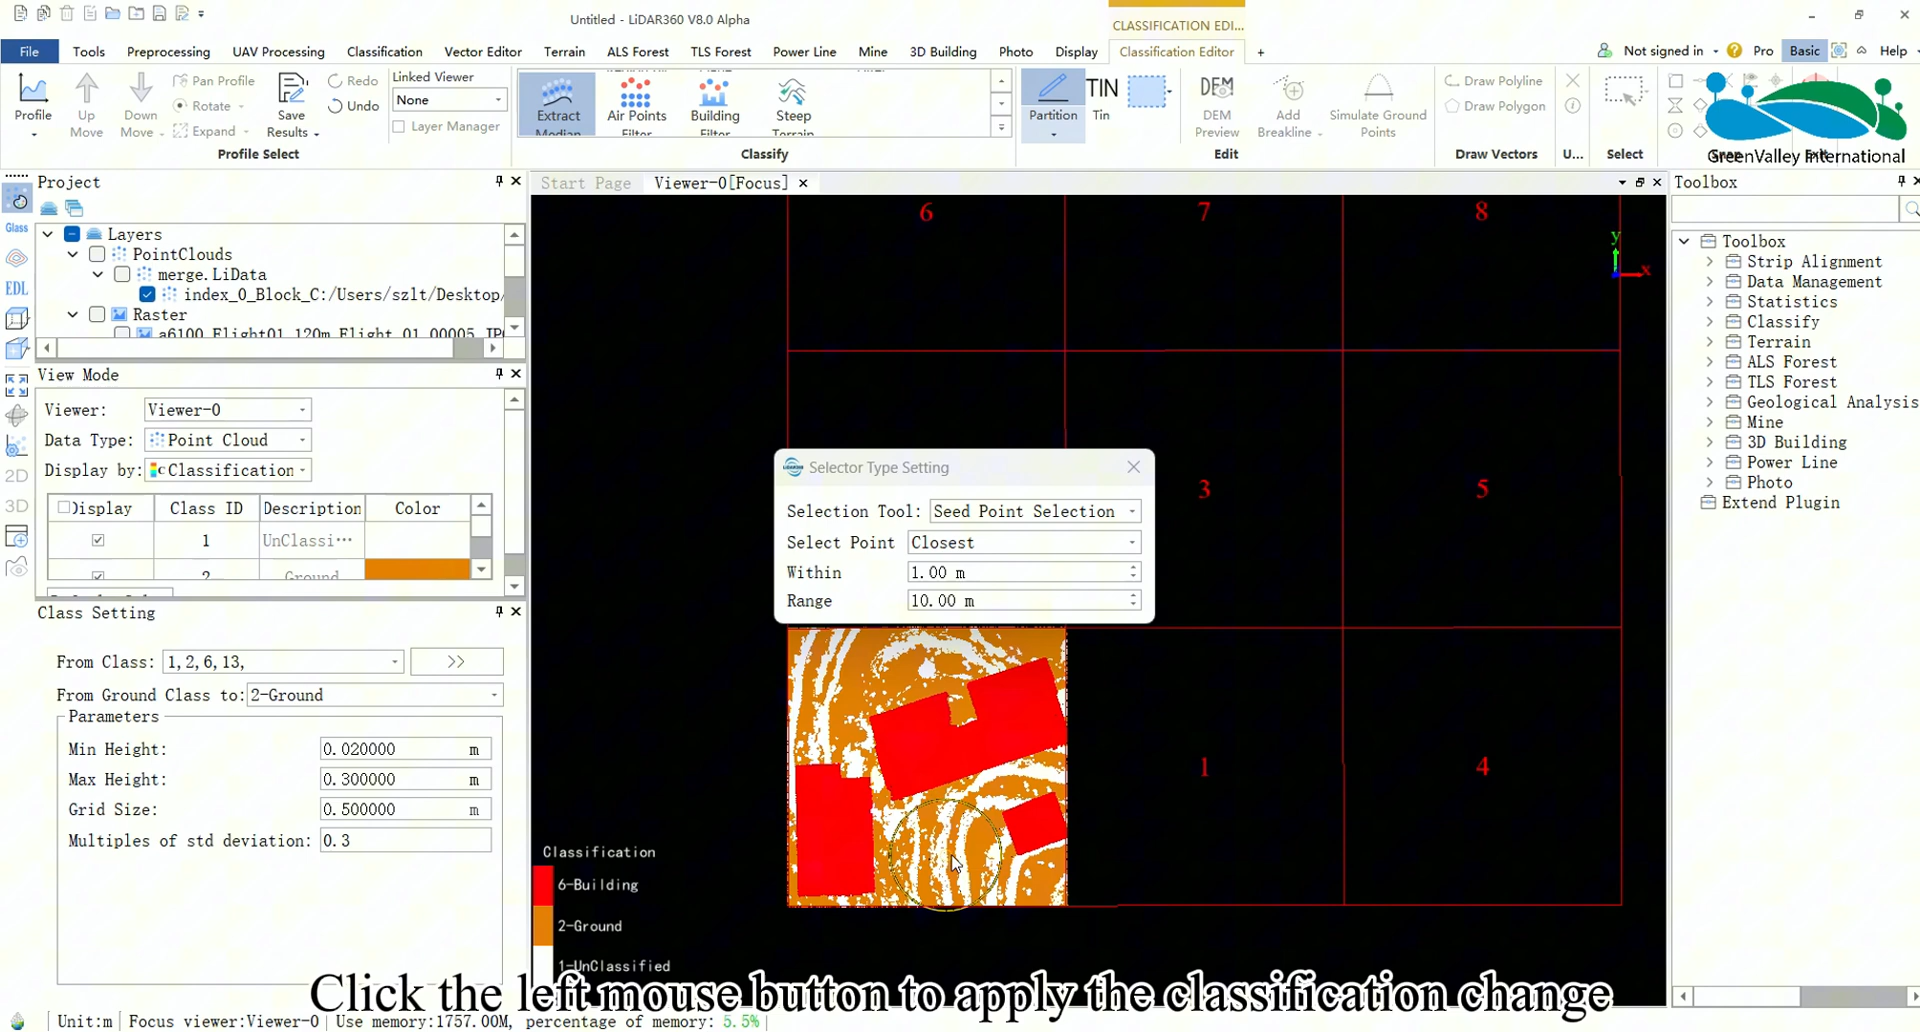 Untitled - LiDAR360 V8.0 Alpha
CLASSIFICATION EDI...
File Tools Preprocessing UAV Processing Classification Vector Editor Terrain ALS Forest TLS Forest Power Line Mine 3D Building Photo Display Classification Editor +
Not signed in Pro Basic Help
Profile
Up Move
Down Move
Pan Profile
Rotate
Expand
Save Results
Redo
Undo
Linked Viewer
None
Layer Manager
Profile Select
Extract Median
Air Points Filter
Building Filter
Steep Terrain
Classify
Partition
TIN
Tin
DEM
DEM Preview
Add Breakline
Simulate Ground Points
Edit
Draw Polyline
Draw Polygon
Draw Vectors
U...
Select
GreenValley International
Project
Start Page
Viewer-0[Focus]
Toolbox
Glass
EDL
2D
3D
Layers
PointClouds
merge.LiData
index_0_Block_C:/Users/szlt/Desktop/
Raster
a6100_Flight01_120m_Flight_01_00005.JPG
View Mode
Viewer: Viewer-0
Data Type: Point Cloud
Display by: Classification
Display Class ID Description Color
1 UnClassi...
2 Ground
Class Setting
From Class: 1,2,6,13, >>
From Ground Class to: 2-Ground
Parameters
Min Height: 0.020000 m
Max Height: 0.300000 m
Grid Size: 0.500000 m
Multiples of std deviation: 0.3
6 7 8
y
x
3 5
1 4
Selector Type Setting
Selection Tool: Seed Point Selection
Select Point Closest
Within 1.00 m
Range 10.00 m
Classification
6-Building
2-Ground
1-UnClassified
Toolbox
Strip Alignment
Data Management
Statistics
Classify
Terrain
ALS Forest
TLS Forest
Geological Analysis
Mine
3D Building
Power Line
Photo
Extend Plugin
Click the left mouse button to apply the classification change
Unit:m Focus viewer:Viewer-0 Use memory:1757.00M, percentage of memory: 5.5%